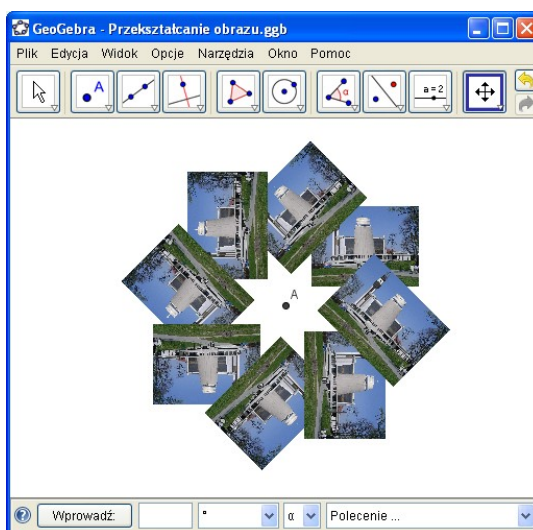 GeoGebra - Przekształcanie obrazu.ggb
Plik Edycja Widok Opcje Narzędzia Okno Pomoc
A
α
a = 2
A
Wprowadź:
°
α
Polecenie ...